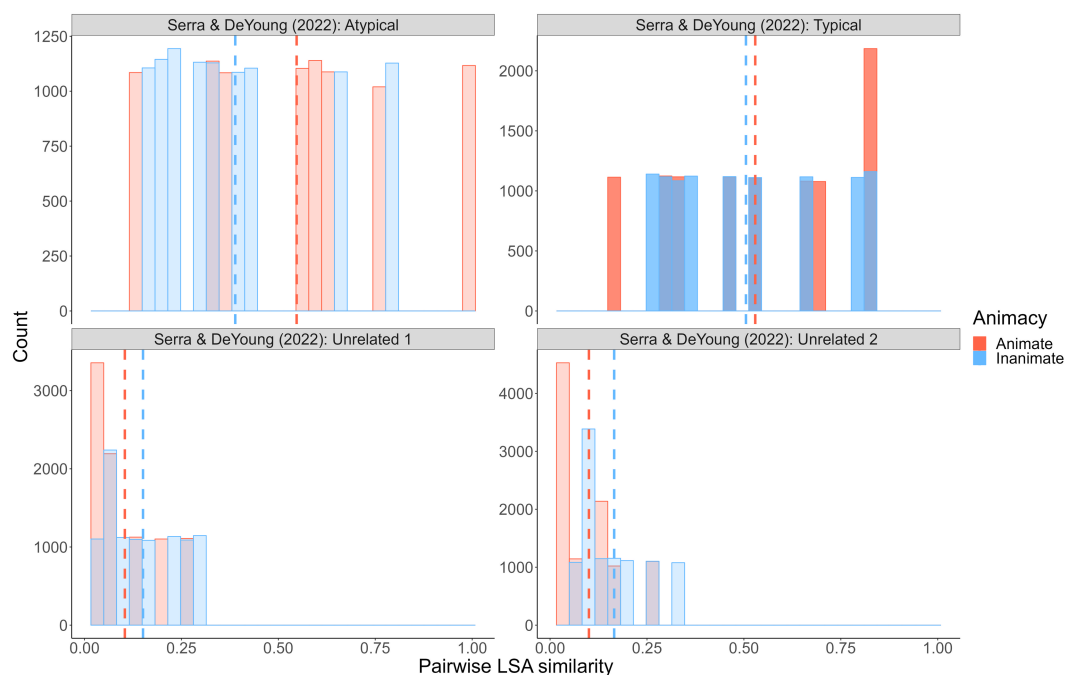 Serra & DeYoung (2022): Atypical
Serra & DeYoung (2022): Typical
1250
1000
750
500
250
0
2000
1500
1000
500
0
Count
Serra & DeYoung (2022): Unrelated 1
Serra & DeYoung (2022): Unrelated 2
3000
2000
1000
0
4000
3000
2000
1000
0
0.00 0.25 0.50 0.75 1.00
0.00 0.25 0.50 0.75 1.00
Pairwise LSA similarity
Animacy
Animate
Inanimate